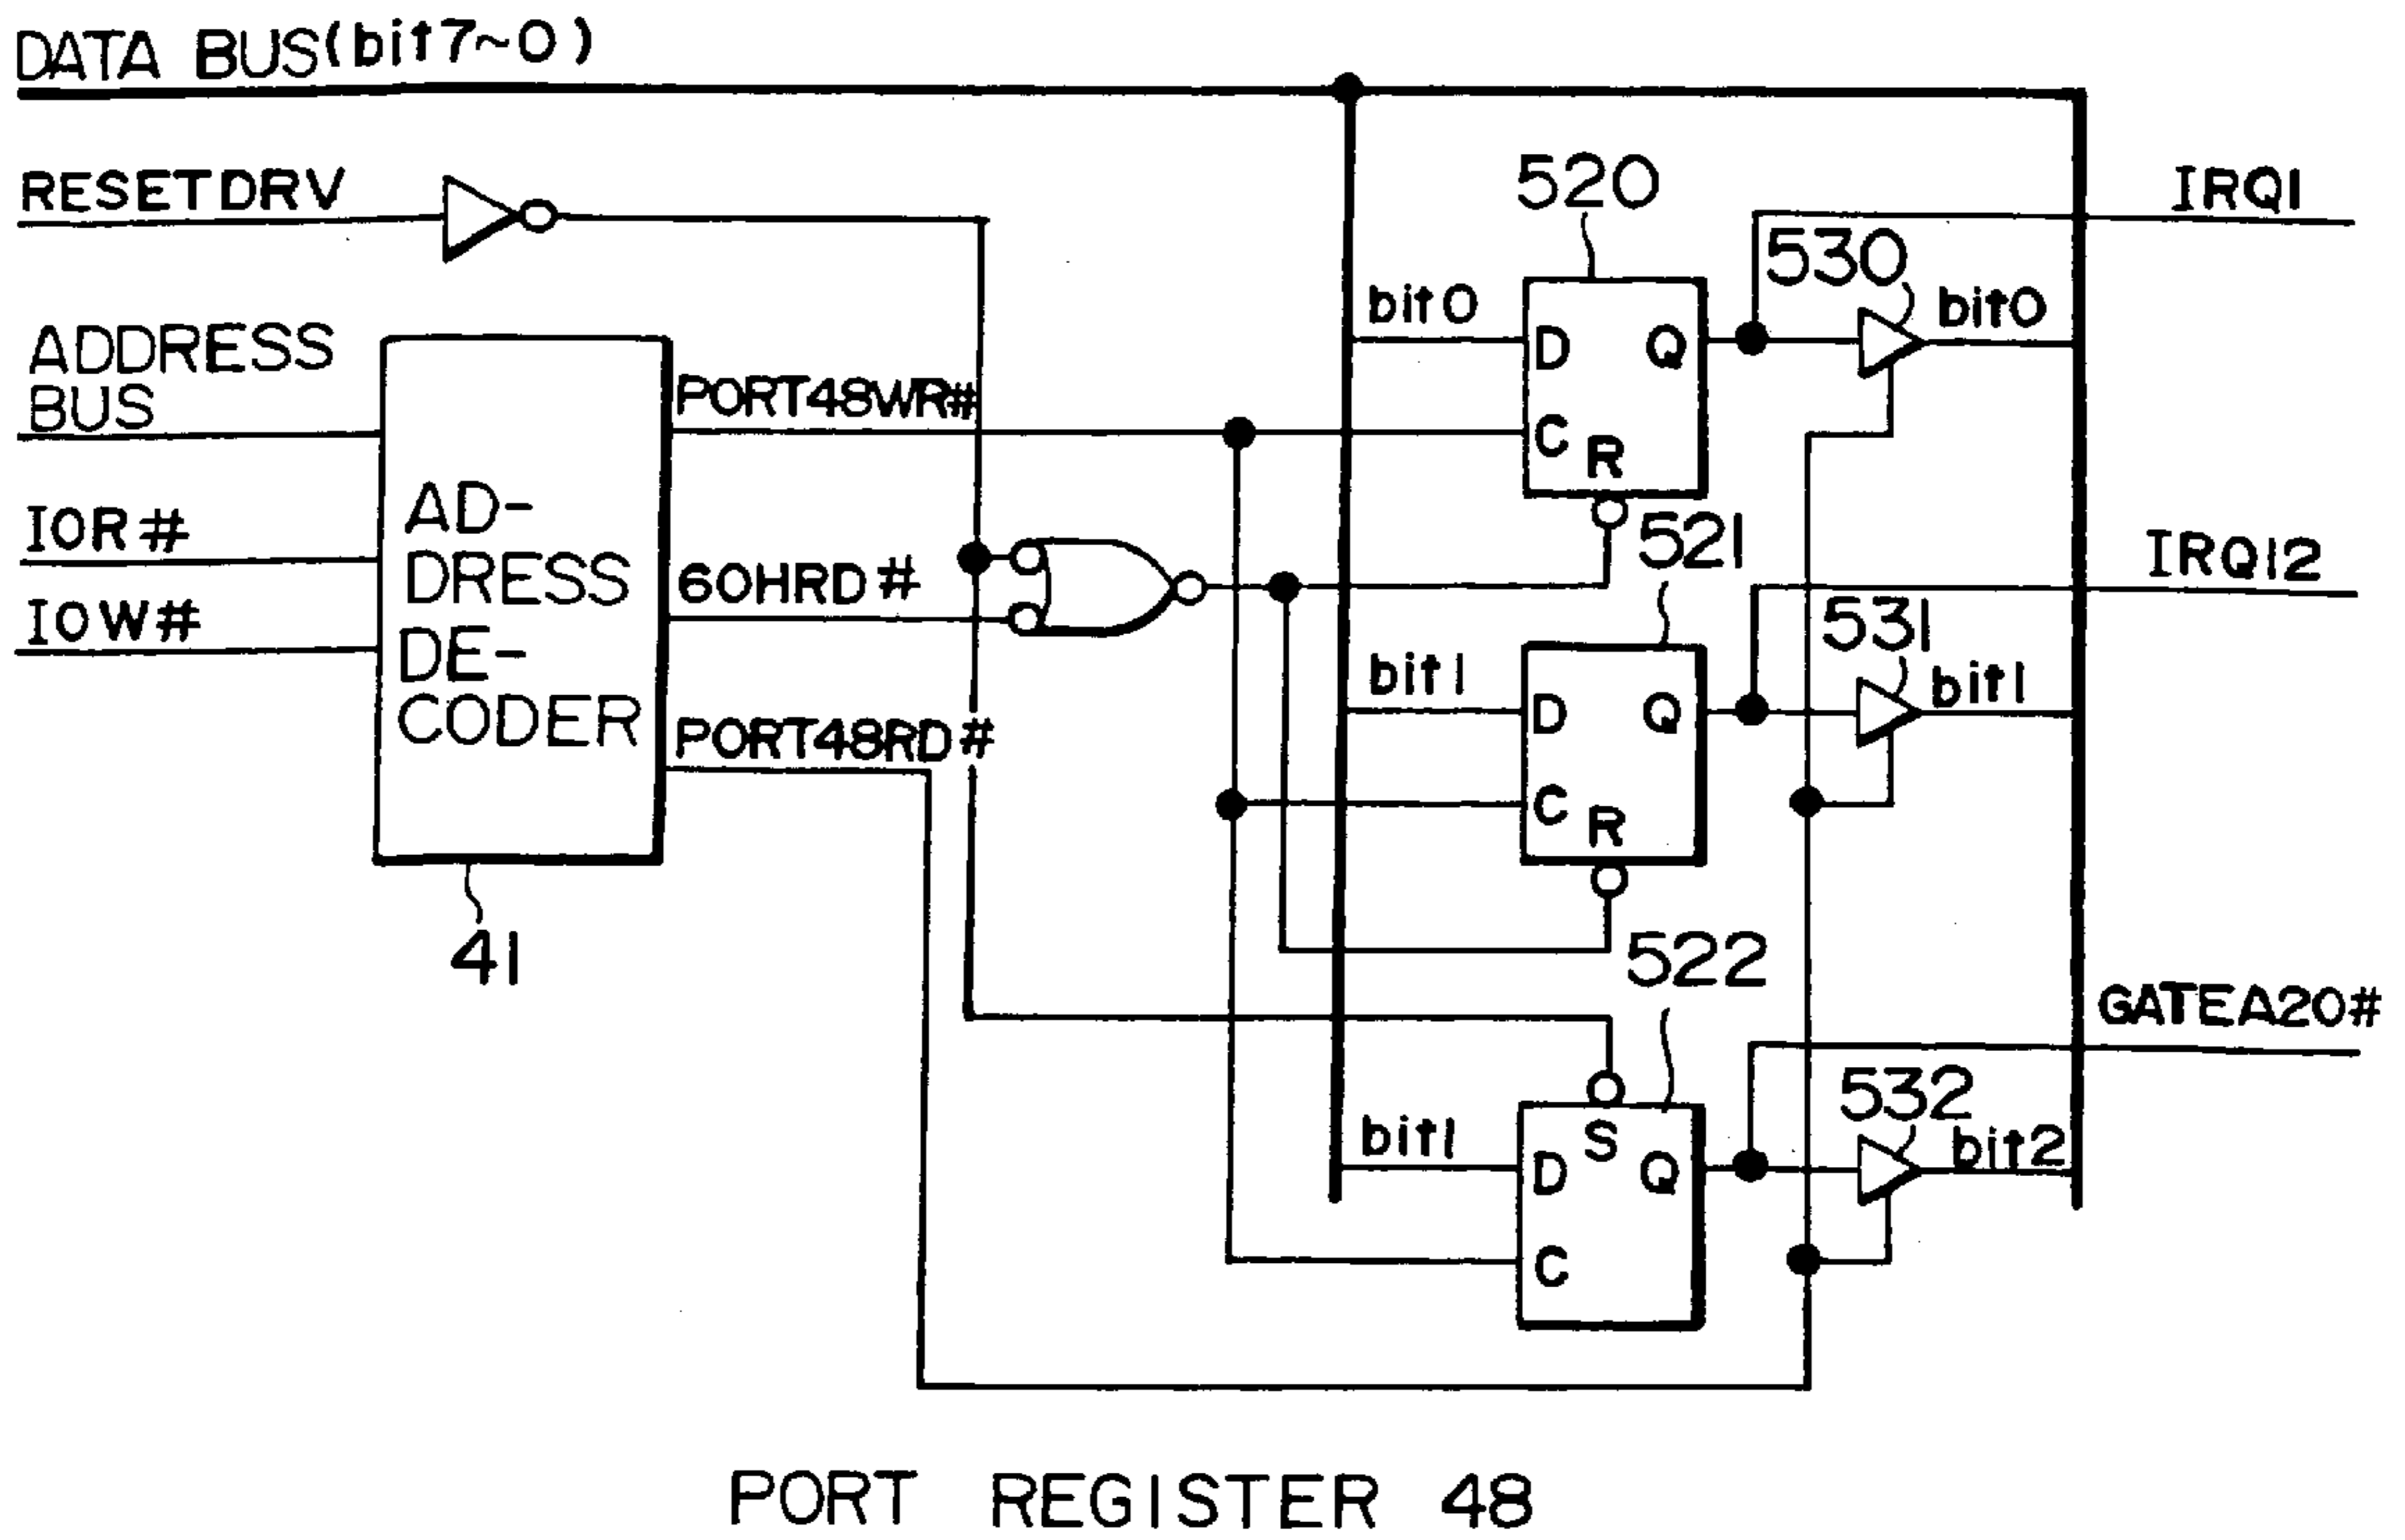 DATA BUS(bit7~0)
RESETDRV
520
IRQ1
530
bit0
bit0
D
Q
ADDRESS
BUS
PORT48WR#
C
R
AD-
DRESS
DE-
CODER
IOR#
521
IRQ12
60HRD#
IOW#
531
bit1
bit1
D
Q
PORT48RD#
C
R
41
522
GATEA20#
532
bit1
S
bit2
D
Q
C
PORT REGISTER 48